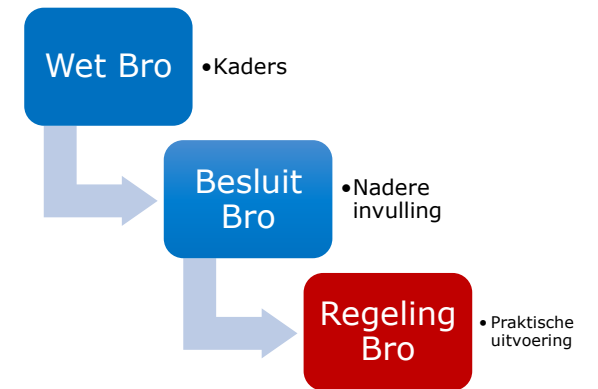 Wet Bro
•Kaders
Besluit
Bro
•Nadere
invulling
Regeling
Bro
•Praktische
uitvoering